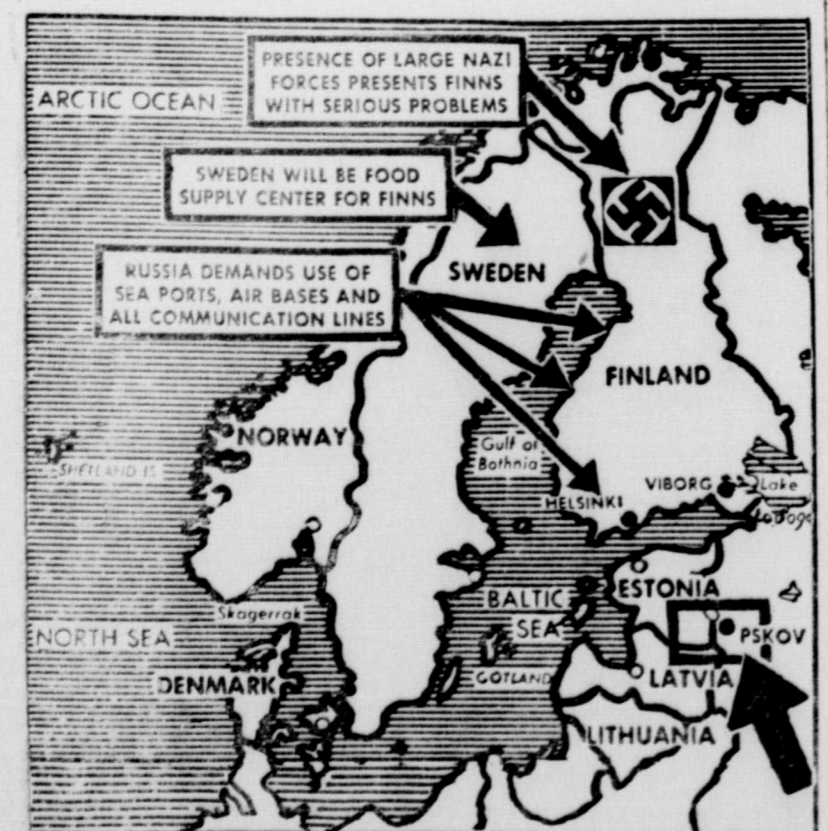 PRESENCE OF LARGE NAZI
FORCES PRESENTS FINNS
WITH SERIOUS PROBLEMS
ARCTIC OCEAN
SWEDEN WILL BE FOOD
SUPPLY CENTER FOR FINNS
RUSSIA DEMANDS USE OF
SEA PORTS, AIR BASES AND
ALL COMMUNICATION LINES
SWEDEN
FINLAND
NORWAY
SHETLAND IS
Gulf of
Bothnia
VIBORG
Lake
Ladoga
HELSINKI
ESTONIA
BALTIC
SEA
Skagerrak
NORTH SEA
PSKOV
DENMARK
GOTLAND
LATVIA
LITHUANIA